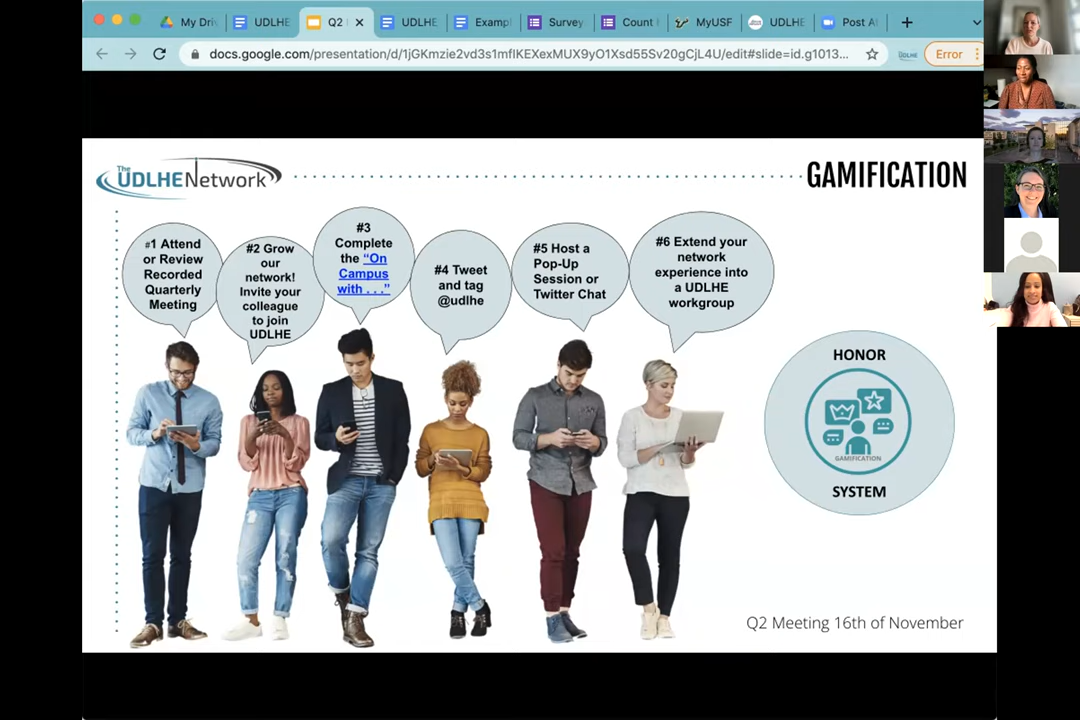 My Driv
UDLHE
Q2
UDLHE
Exampl
Survey
Count
MyUSF
UDLHE
Post A
docs.google.com/presentation/d/1jGKmzie2vd3s1mflKEXexMUX9yO1Xsd55Sv20gCjL4U/edit#slide=id.g1013...
UDLHE
Error
The
UDLHE Network
GAMIFICATION
#1 Attend
or Review
Recorded
Quarterly
Meeting
#2 Grow
our
network!
Invite your
colleague
to join
UDLHE
#3
Complete
the “On
Campus
with . . .”
#4 Tweet
and tag
@udlhe
#5 Host a
Pop-Up
Session or
Twitter Chat
#6 Extend your
network
experience into
a UDLHE
workgroup
HONOR
GAMIFICATION
SYSTEM
Q2 Meeting 16th of November